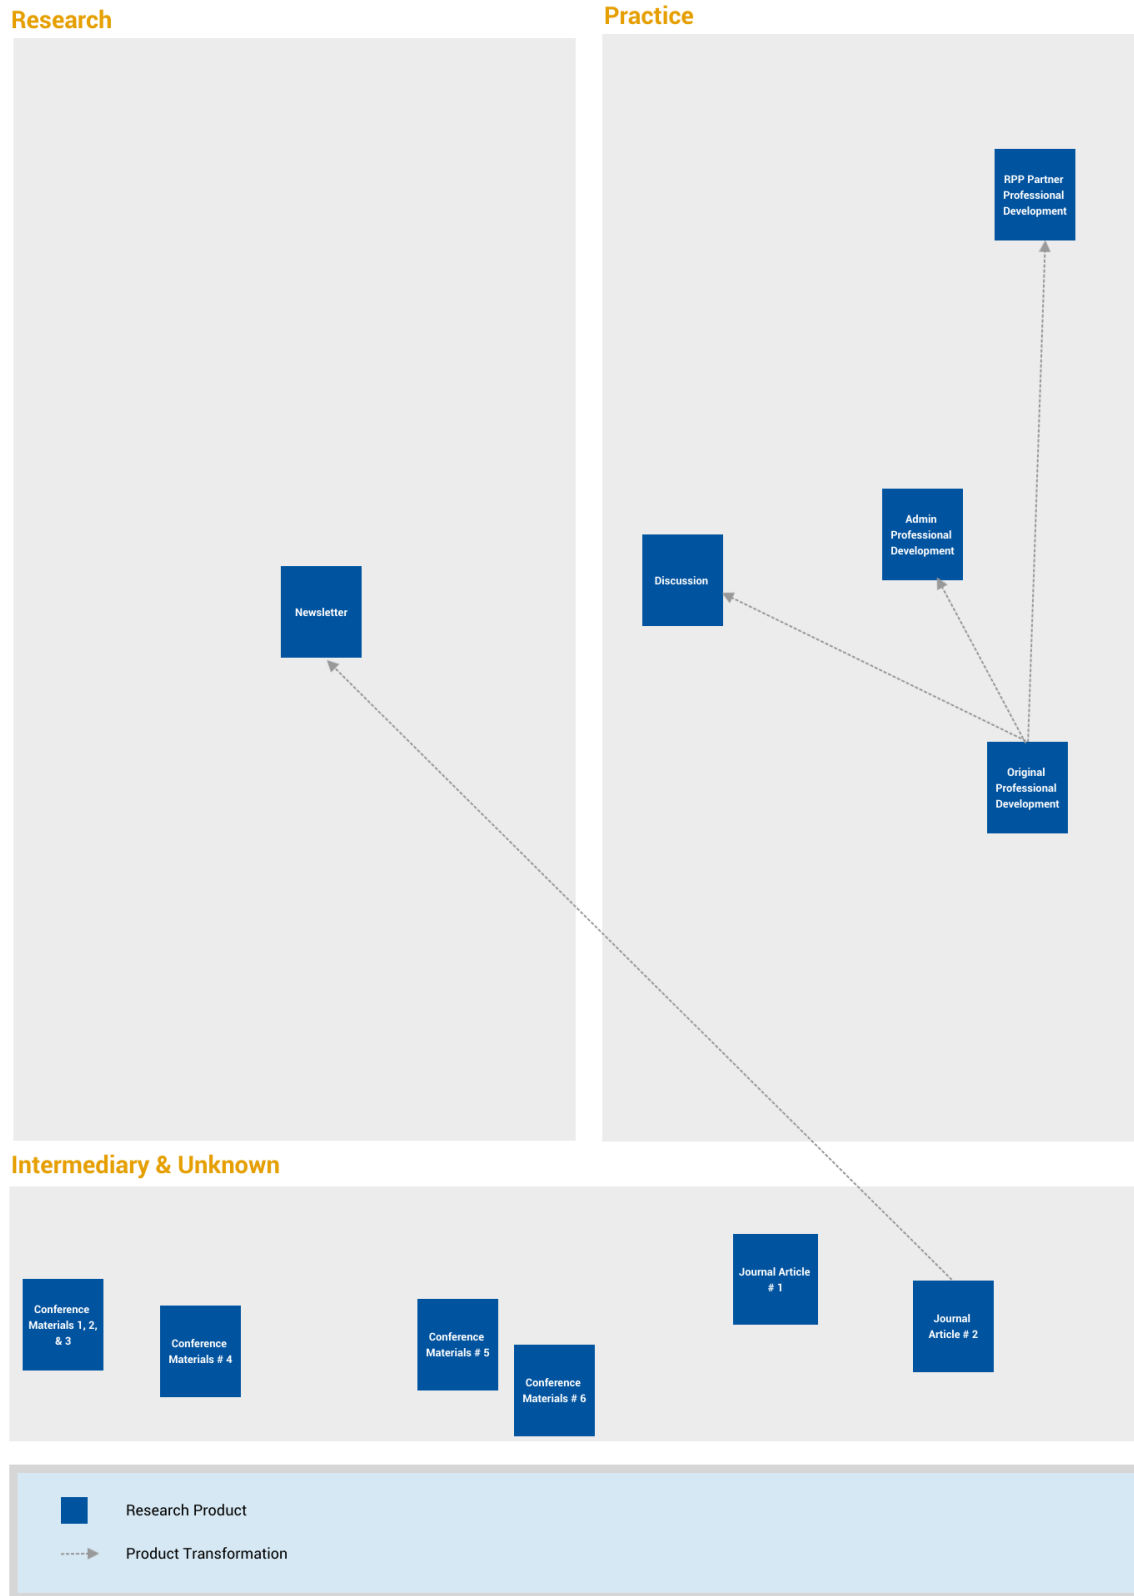 Research
Practice
RPP Partner
Professional
Development
Admin
Professional
Development
Discussion
Newsletter
Original
Professional
Development
Intermediary & Unknown
Journal Article
# 1
Conference
Materials 1, 2,
& 3
Journal
Article # 2
Conference
Materials # 4
Conference
Materials # 5
Conference
Materials # 6
Research Product
Product Transformation